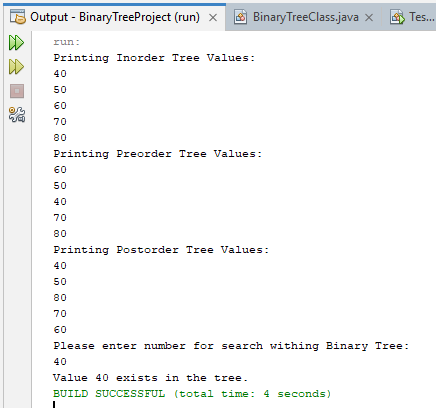 Output - BinaryTreeProject (run) × BinaryTreeClass.java × Tes...
run:
Printing Inorder Tree Values:
40
50
60
70
80
Printing Preorder Tree Values:
60
50
40
70
80
Printing Postorder Tree Values:
40
50
80
70
60
Please enter number for search withing Binary Tree:
40
Value 40 exists in the tree.
BUILD SUCCESSFUL (total time: 4 seconds)